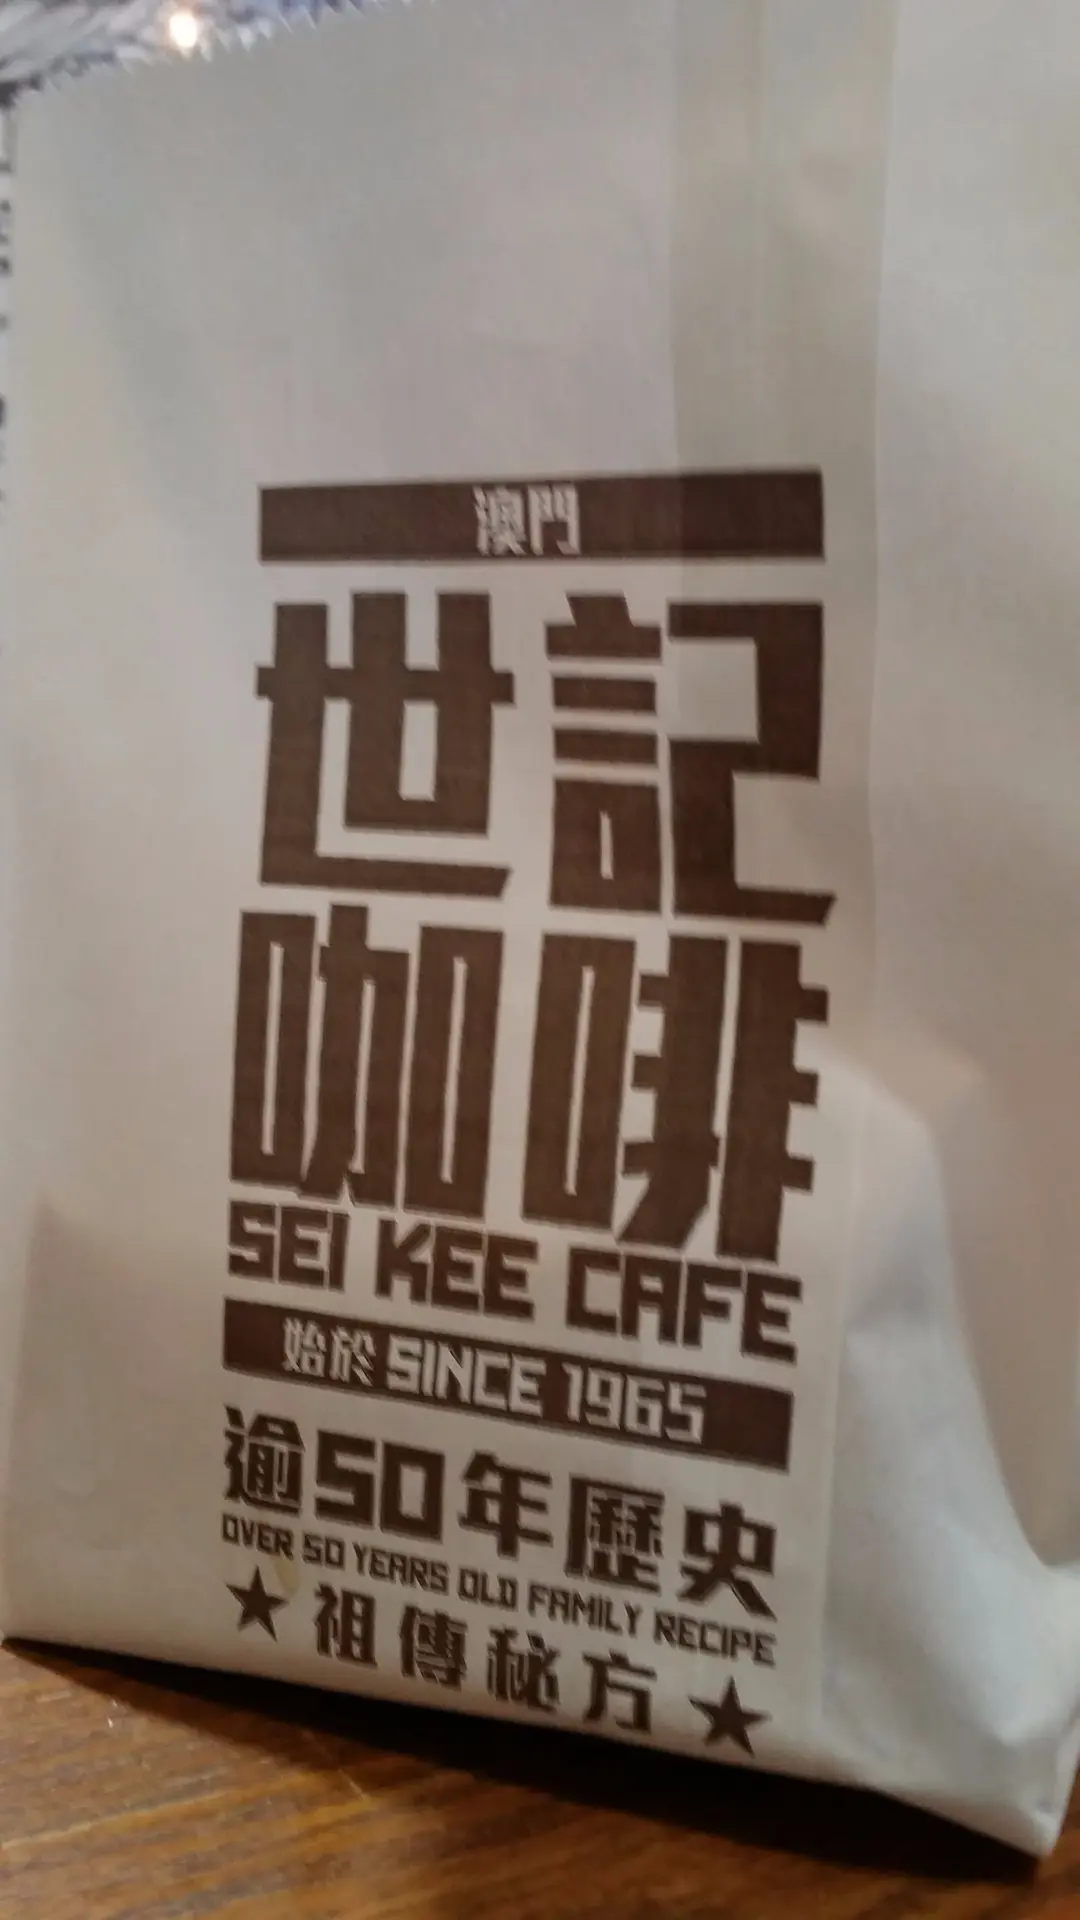 澳門
世記
咖啡
SEI KEE CAFE
始於 SINCE 1965
逾50年歷史
OVER 50 YEARS OLD FAMILY RECIPE
★祖傳秘方★